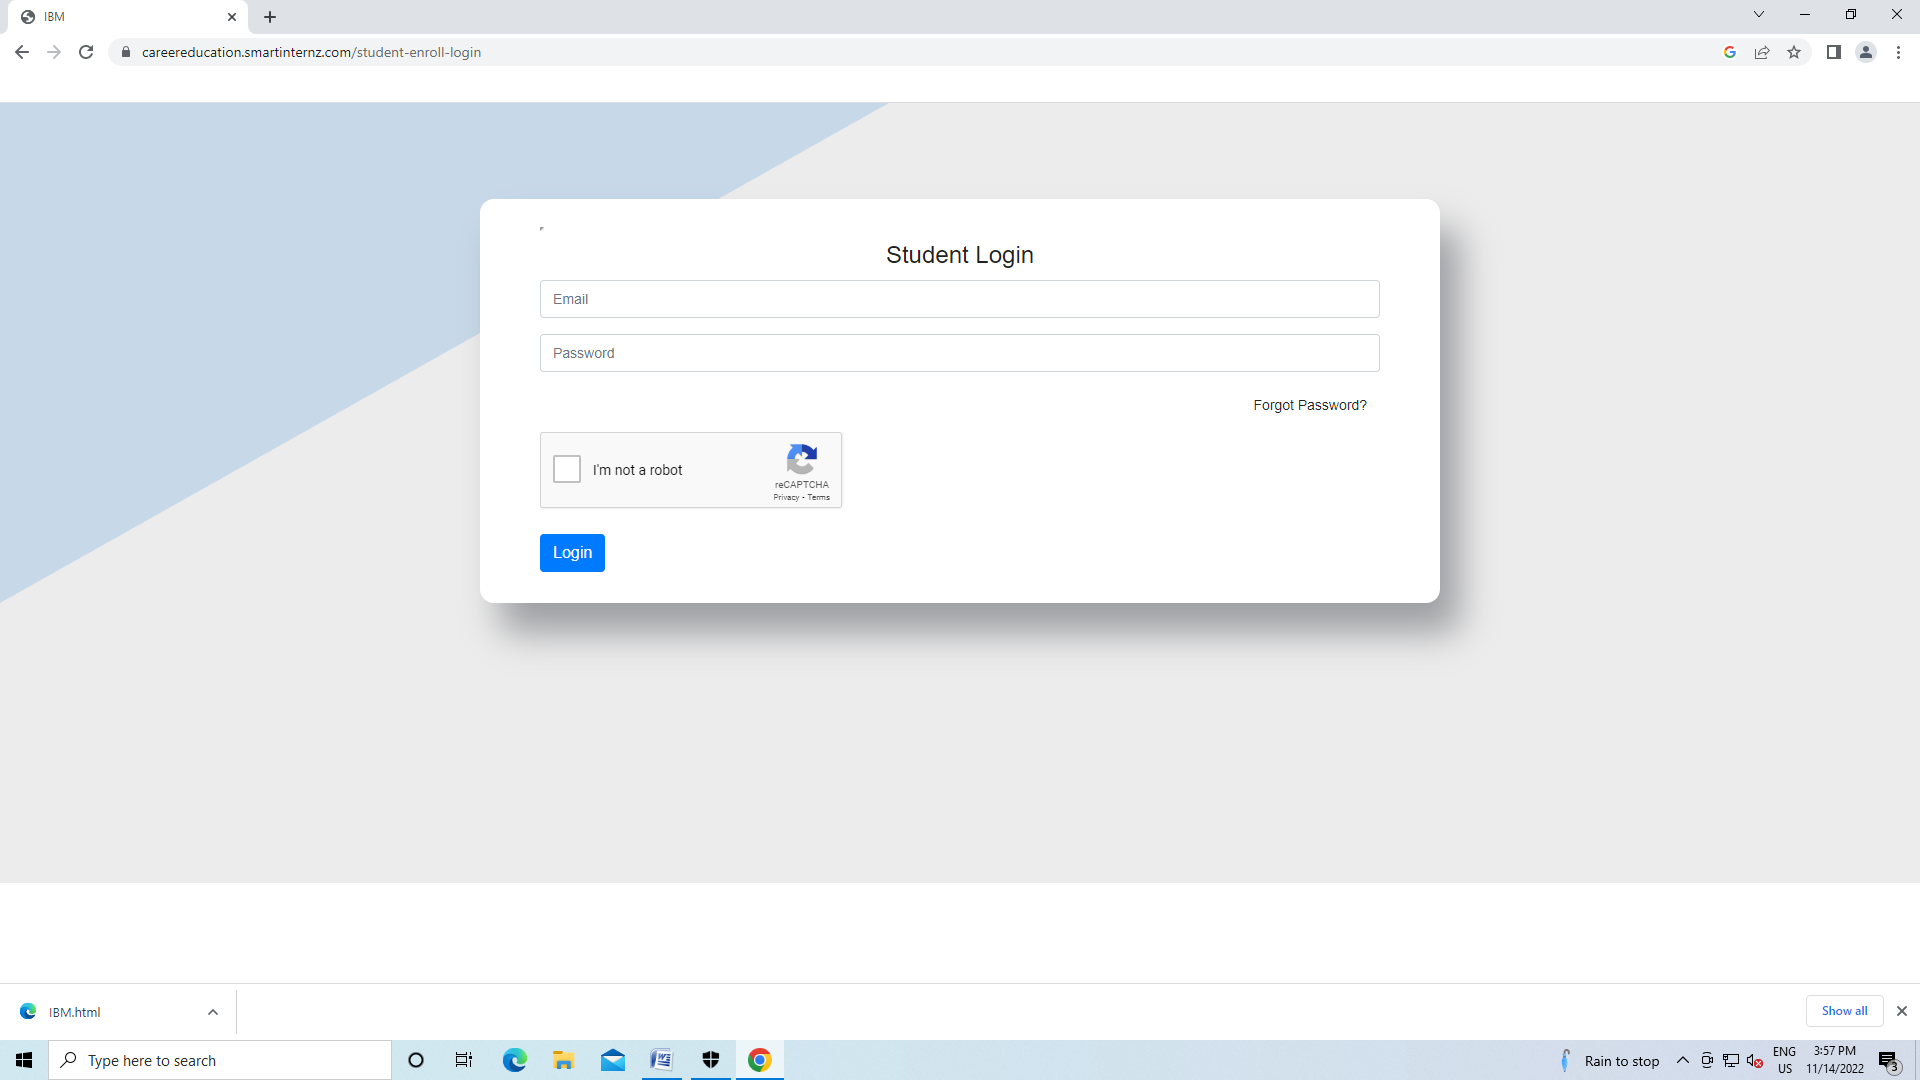 IBM
careereducation.smartinternz.com/student-enroll-login
Student Login
Email
Password
Forgot Password?
I'm not a robot
reCAPTCHA
Privacy - Terms
Login
IBM.html
Show all
Type here to search
Rain to stop
ENG
US
3:57 PM
11/14/2022
3